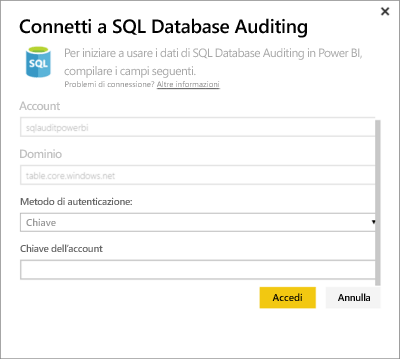 Connetti a SQL Database Auditing
SQL
Per iniziare a usare i dati di SQL Database Auditing in Power BI,
compilare i campi seguenti.
Problemi di connessione? Altre informazioni
Account
sqlauditpowerbi
Dominio
table.core.windows.net
Metodo di autenticazione:
Chiave
Chiave dell'account
Accedi Annulla